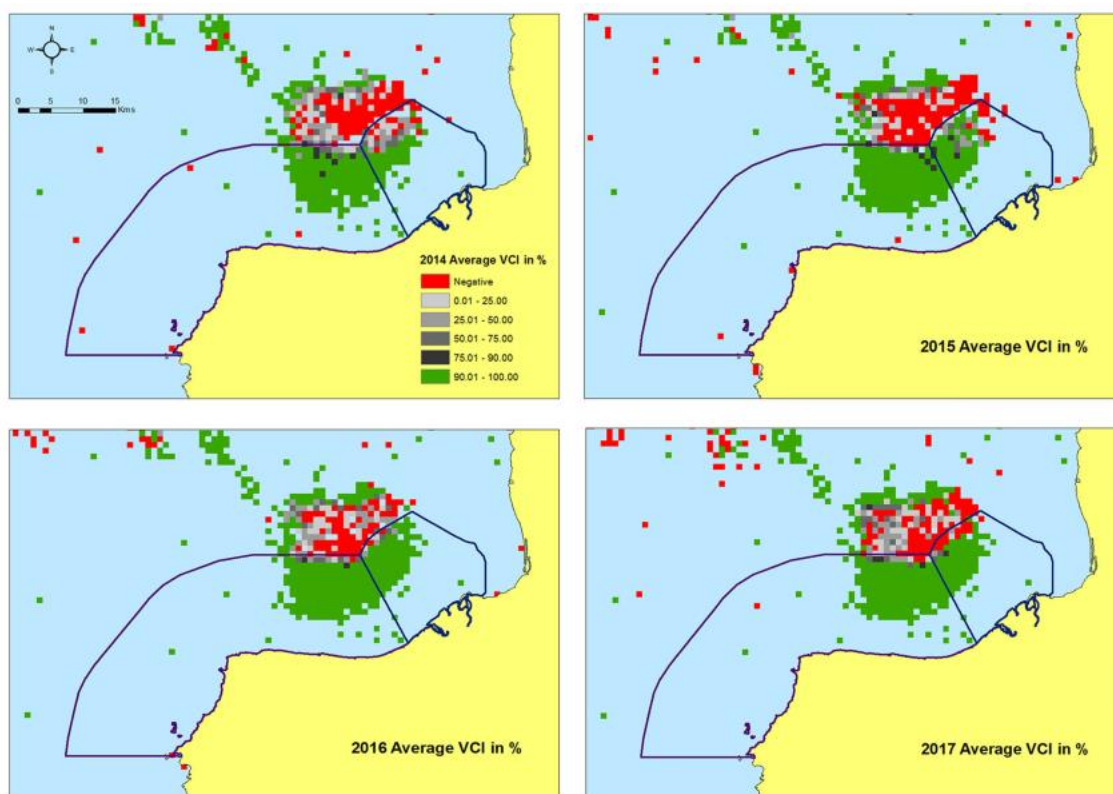 N
W E
S
0 5 10 15
Kms
2014 Average VCI in %
Negative
0.01 - 25.00
25.01 - 50.00
50.01 - 75.00
75.01 - 90.00
90.01 - 100.00
2015 Average VCI in %
2016 Average VCI in %
2017 Average VCI in %